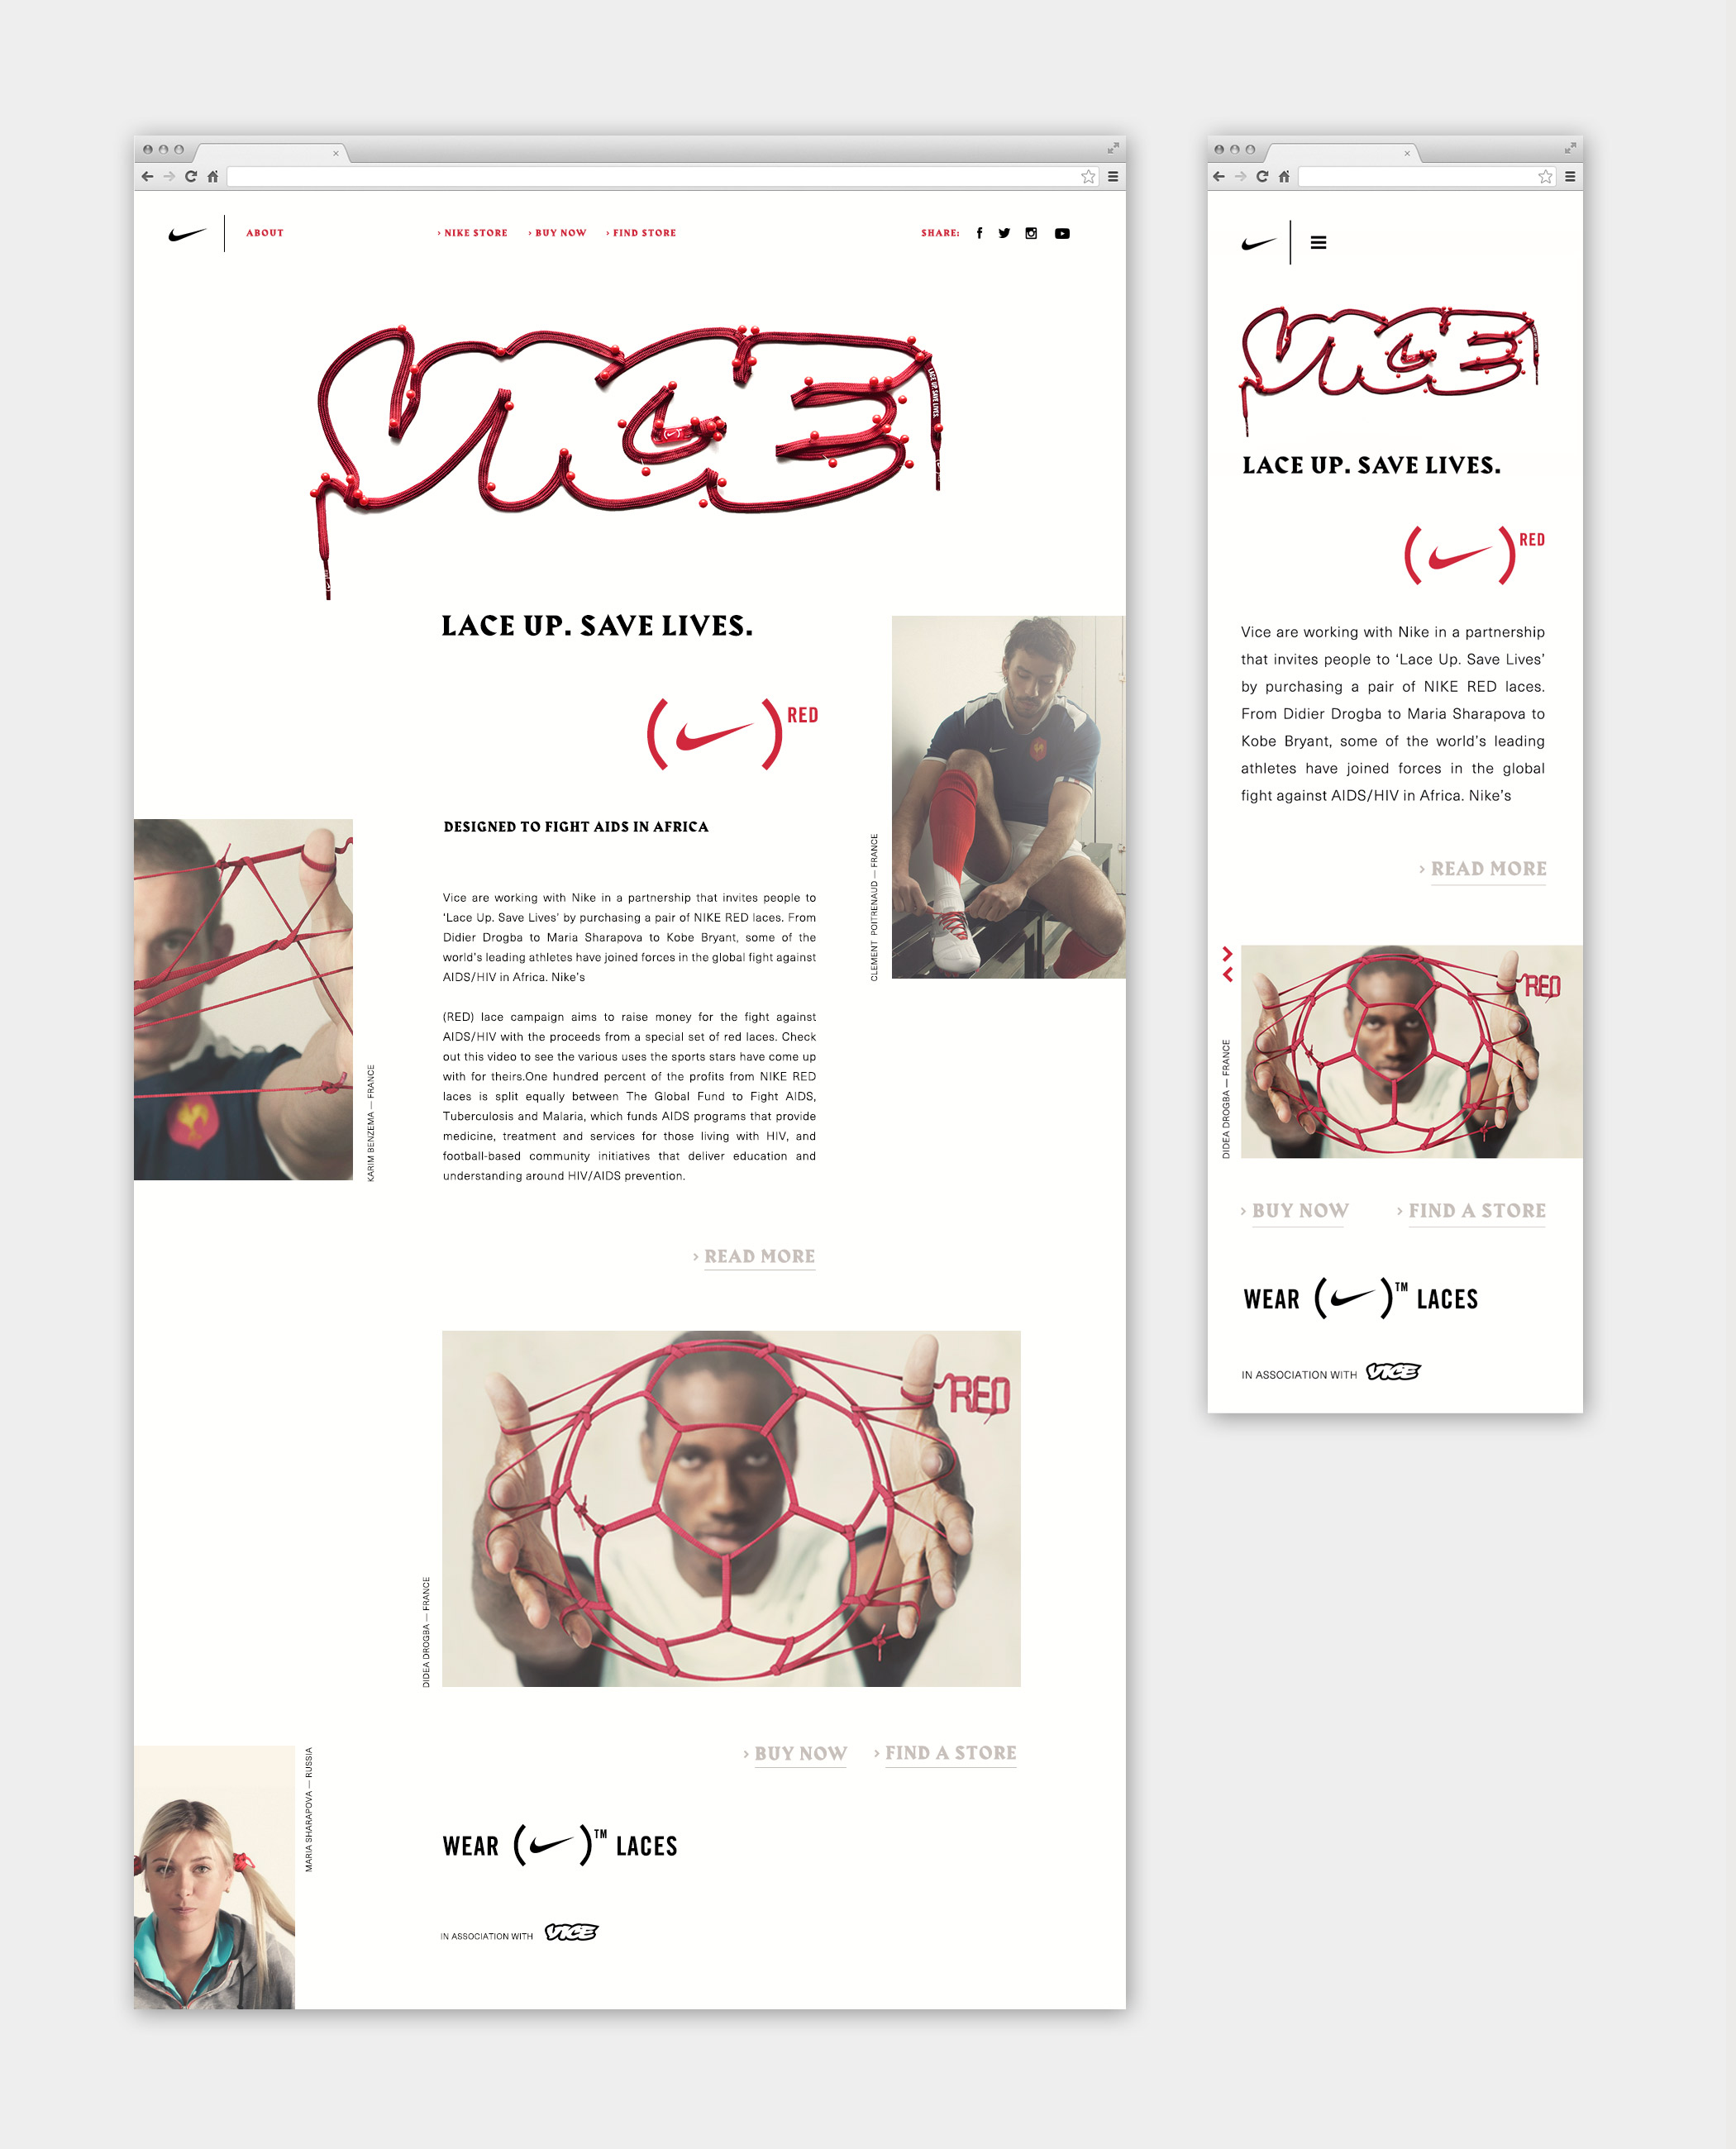 ABOUT
› NIKE STORE › BUY NOW › FIND STORE
SHARE:
VICE
LACE UP. SAVE LIVES.
LACE UP. SAVE LIVES.
RED
DESIGNED TO FIGHT AIDS IN AFRICA
Vice are working with Nike in a partnership that invites people to
‘Lace Up. Save Lives’ by purchasing a pair of NIKE RED laces. From
Didier Drogba to Maria Sharapova to Kobe Bryant, some of the
world’s leading athletes have joined forces in the global fight against
AIDS/HIV in Africa. Nike’s
(RED) lace campaign aims to raise money for the fight against
AIDS/HIV with the proceeds from a special set of red laces. Check
out this video to see the various uses the sports stars have come up
with for theirs.One hundred percent of the profits from NIKE RED
laces is split equally between The Global Fund to Fight AIDS,
Tuberculosis and Malaria, which funds AIDS programs that provide
medicine, treatment and services for those living with HIV, and
football-based community initiatives that deliver education and
understanding around HIV/AIDS prevention.
CLEMENT POITRENAUD — FRANCE
KARIM BENZEMA — FRANCE
› READ MORE
RED
DIDEA DROGBA — FRANCE
› BUY NOW › FIND A STORE
MARIA SHARAPOVA — RUSSIA
WEAR ( )™ LACES
IN ASSOCIATION WITH VICE
VICE
LACE UP. SAVE LIVES.
RED
Vice are working with Nike in a partnership
that invites people to ‘Lace Up. Save Lives’
by purchasing a pair of NIKE RED laces.
From Didier Drogba to Maria Sharapova to
Kobe Bryant, some of the world’s leading
athletes have joined forces in the global
fight against AIDS/HIV in Africa. Nike’s
› READ MORE
RED
DIDEA DROGBA — FRANCE
› BUY NOW › FIND A STORE
WEAR ( )™ LACES
IN ASSOCIATION WITH VICE